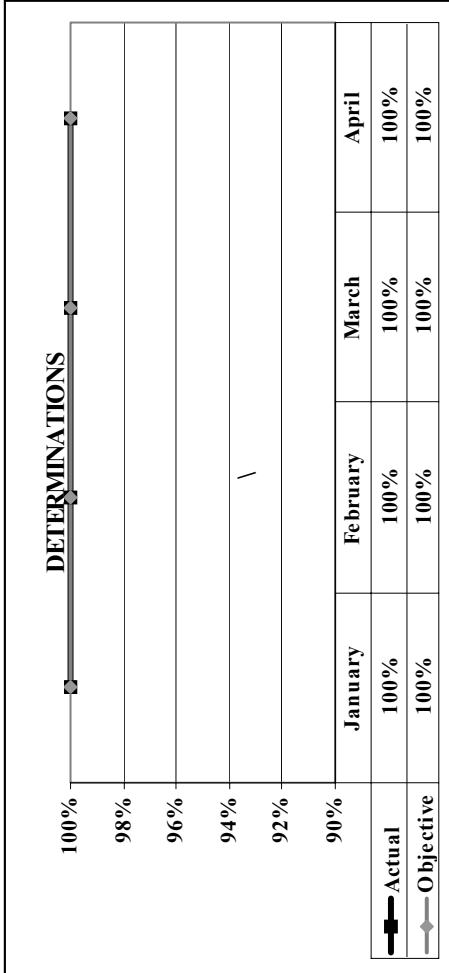 DETERMINATIONS
100%
98%
96%
94%
92%
90%
\
January February March April
Actual 100% 100% 100% 100%
Objective 100% 100% 100% 100%